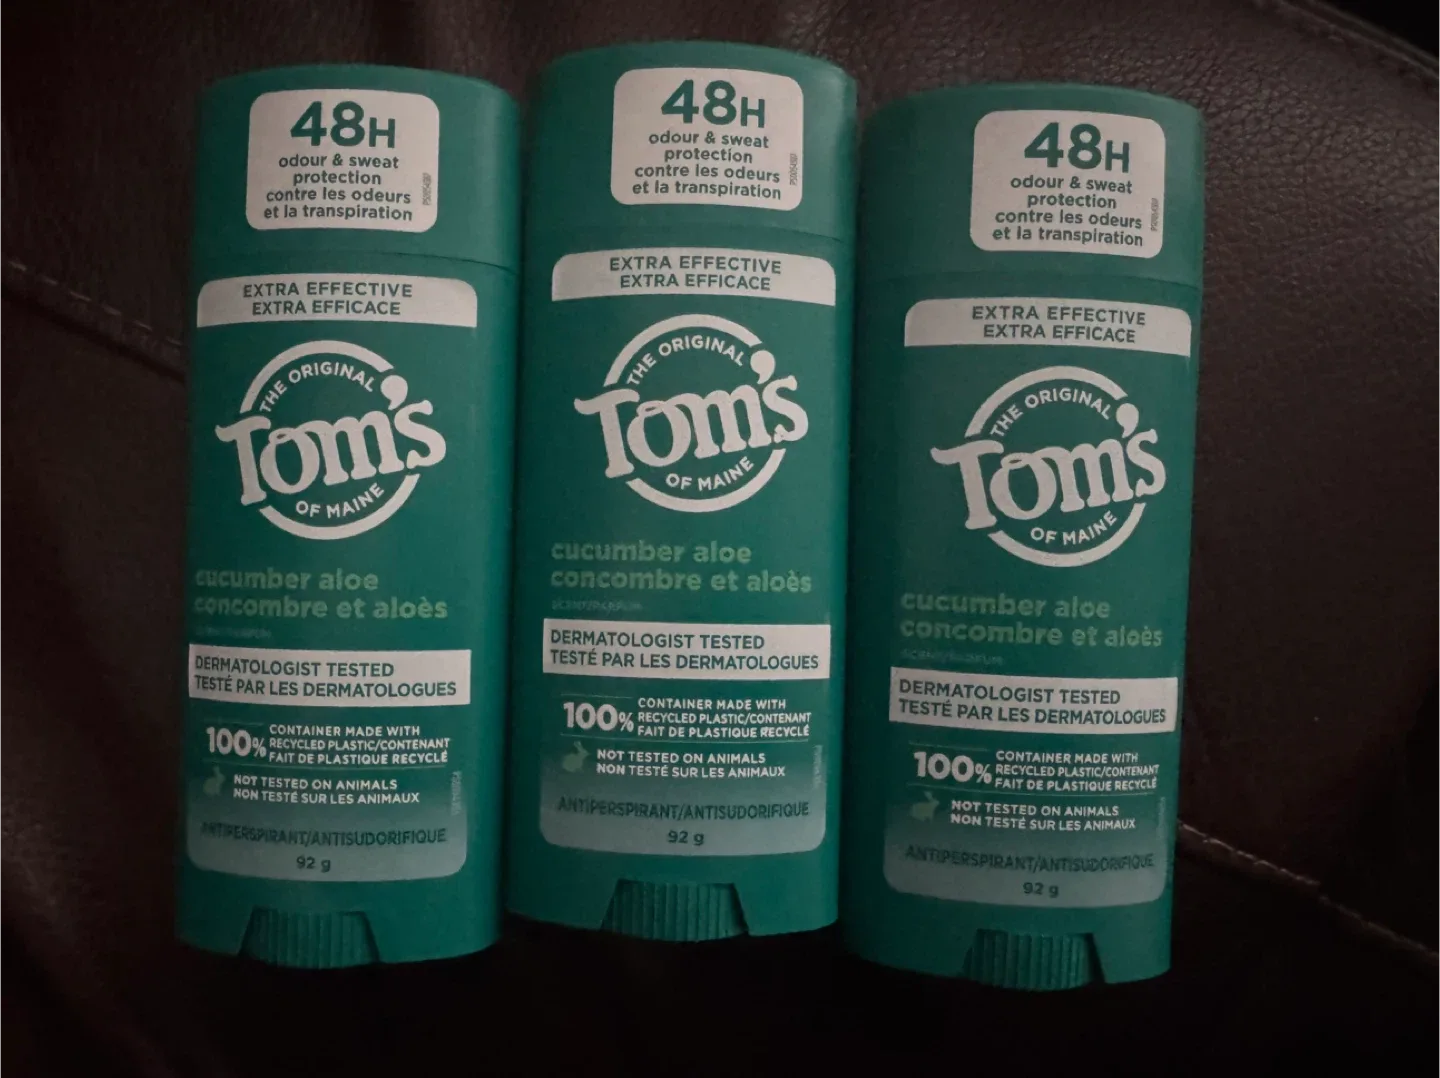 48H
odour & sweat
protection
contre les odeurs
et la transpiration
EXTRA EFFECTIVE
EXTRA EFFICACE
THE ORIGINAL
Tom's
OF MAINE
cucumber aloe
concombre et aloès
DERMATOLOGIST TESTED
TESTÉ PAR LES DERMATOLOGUES
100% CONTAINER MADE WITH
RECYCLED PLASTIC/CONTENANT
FAIT DE PLASTIQUE RECYCLÉ
NOT TESTED ON ANIMALS
NON TESTÉ SUR LES ANIMAUX
ANTIPERSPIRANT/ANTISUDORIFIQUE
92 g
48H
odour & sweat
protection
contre les odeurs
et la transpiration
EXTRA EFFECTIVE
EXTRA EFFICACE
THE ORIGINAL
Tom's
OF MAINE
cucumber aloe
concombre et aloès
DERMATOLOGIST TESTED
TESTÉ PAR LES DERMATOLOGUES
100% CONTAINER MADE WITH
RECYCLED PLASTIC/CONTENANT
FAIT DE PLASTIQUE RECYCLÉ
NOT TESTED ON ANIMALS
NON TESTÉ SUR LES ANIMAUX
ANTIPERSPIRANT/ANTISUDORIFIQUE
92 g
48H
odour & sweat
protection
contre les odeurs
et la transpiration
EXTRA EFFECTIVE
EXTRA EFFICACE
THE ORIGINAL
Tom's
OF MAINE
cucumber aloe
concombre et aloès
DERMATOLOGIST TESTED
TESTÉ PAR LES DERMATOLOGUES
100% CONTAINER MADE WITH
RECYCLED PLASTIC/CONTENANT
FAIT DE PLASTIQUE RECYCLÉ
NOT TESTED ON ANIMALS
NON TESTÉ SUR LES ANIMAUX
ANTIPERSPIRANT/ANTISUDORIFIQUE
92 g